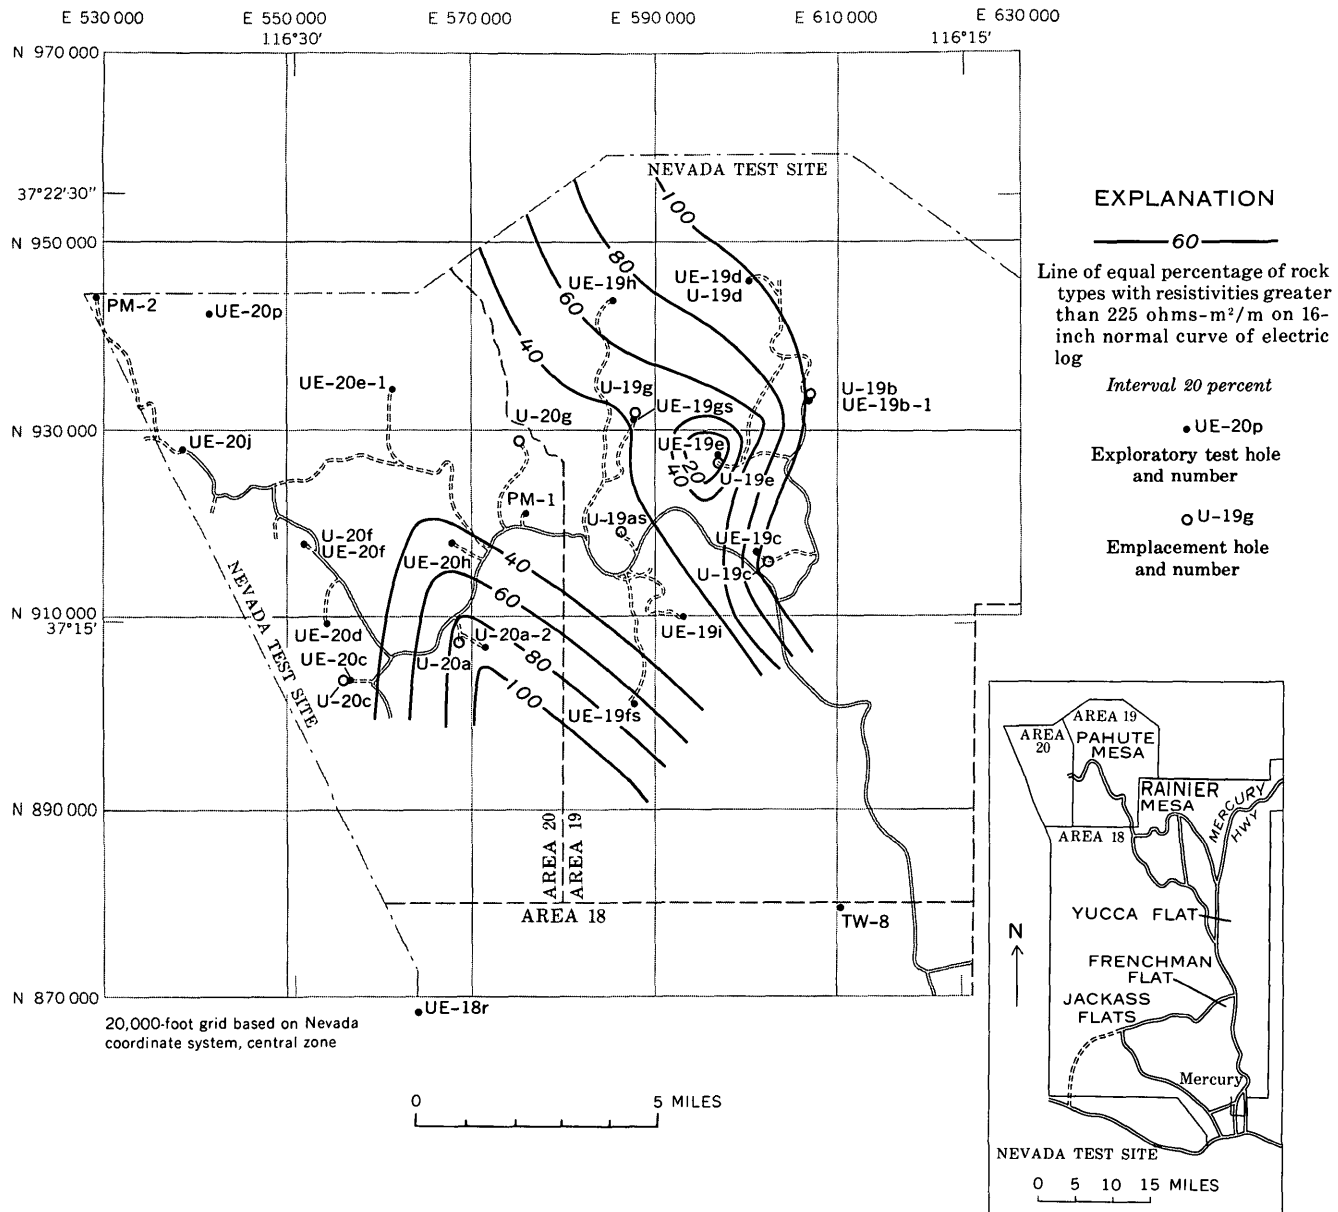 E 530 000 E 550 000 E 570 000 E 590 000 E 610 000 E 630 000
116°30′ 116°15′
N 970 000
NEVADA TEST SITE
37°22′30″
100
N 950 000
80
UE-19d
U-19d
UE-19h
60
PM-2
UE-20p
40
UE-20e-1
U-19g
UE-19gs
U-19b
UE-19b-1
U-20g
N 930 000
UE-20j
UE-19e
20
40
U-19e
PM-1
U-19as
U-20f
UE-20f
UE-20h
40
UE-19c
U-19c
NEVADA TEST SITE
60
N 910 000
37°15′
UE-20d
U-20a-2
UE-19i
UE-20c
U-20a
80
U-20c
100
UE-19fs
N 890 000
AREA 20
AREA 19
AREA 18
TW-8
N 870 000
UE-18r
20,000-foot grid based on Nevada
coordinate system, central zone
0 5 MILES
EXPLANATION
60
Line of equal percentage of rock
types with resistivities greater
than 225 ohms-m²/m on 16-
inch normal curve of electric
log
Interval 20 percent
UE-20p
Exploratory test hole
and number
U-19g
Emplacement hole
and number
AREA 19
AREA
20
PAHUTE
MESA
RAINIER
MESA
MERCURY
HWY
AREA 18
YUCCA FLAT
N
FRENCHMAN
FLAT
JACKASS
FLATS
Mercury
NEVADA TEST SITE
0 5 10 15 MILES